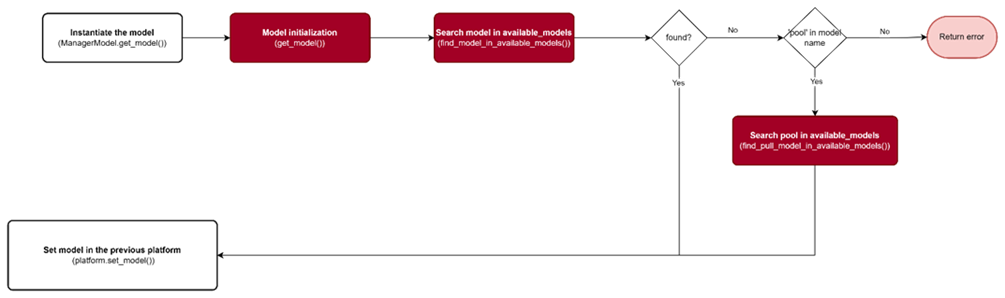 Instantiate the model
(ManagerModel.get_model())
Model initialization
(get_model())
Search model in available_models
(find_model_in_available_models())
found?
No
'pool' in model
name
No
Return error
Yes
Yes
Search pool in available_models
(find_pull_model_in_available_models())
Set model in the previous platform
(platform.set_model())